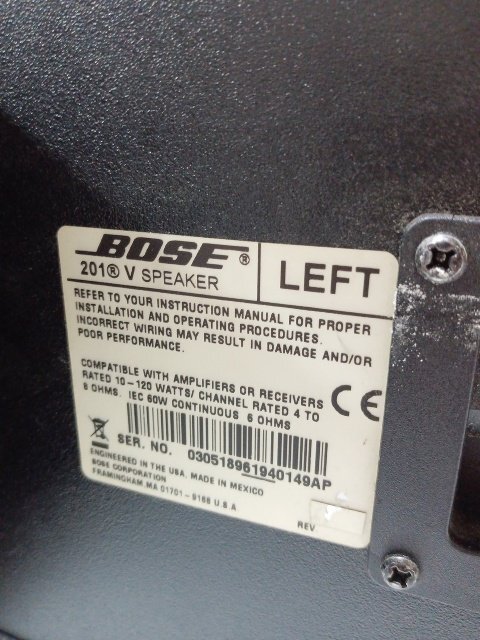 BOSE®
201® V SPEAKER
LEFT
REFER TO YOUR INSTRUCTION MANUAL FOR PROPER
INSTALLATION AND OPERATING PROCEDURES.
INCORRECT WIRING MAY RESULT IN DAMAGE AND/OR
POOR PERFORMANCE.
COMPATIBLE WITH AMPLIFIERS OR RECEIVERS
RATED 10-120 WATTS/ CHANNEL RATED 4 TO
8 OHMS. IEC 60W CONTINUOUS 6 OHMS
CE
SER. NO. 030518961940149AP
ENGINEERED IN THE USA. MADE IN MEXICO
BOSE CORPORATION
FRAMINGHAM MA 01701-9168 U.S.A
REV